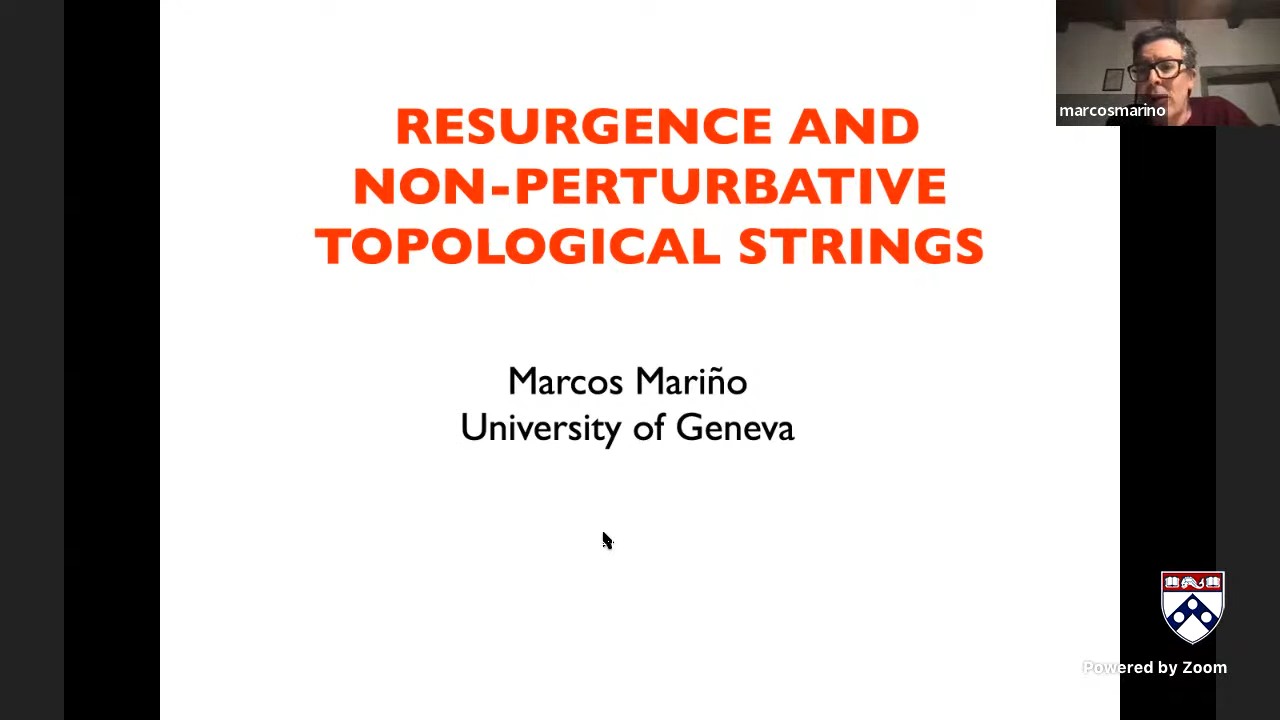 marcosmarino
RESURGENCE AND
NON-PERTURBATIVE
TOPOLOGICAL STRINGS
Marcos Mariño
University of Geneva
Powered by Zoom